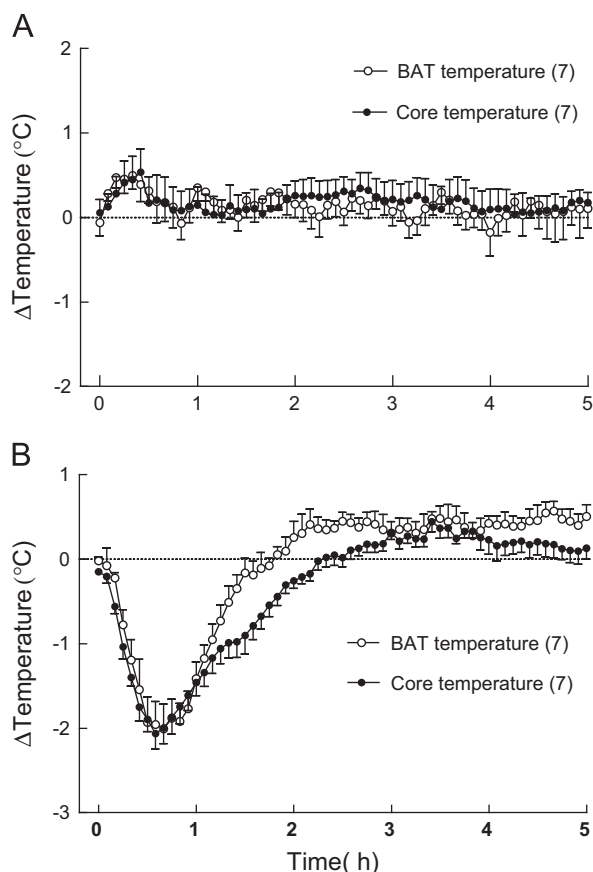 A
2
1
0
-1
-2
ΔTemperature (°C)
BAT temperature (7)
Core temperature (7)
0 1 2 3 4 5
B
1
0
-1
-2
-3
ΔTemperature (°C)
BAT temperature (7)
Core temperature (7)
0 1 2 3 4 5
Time( h)